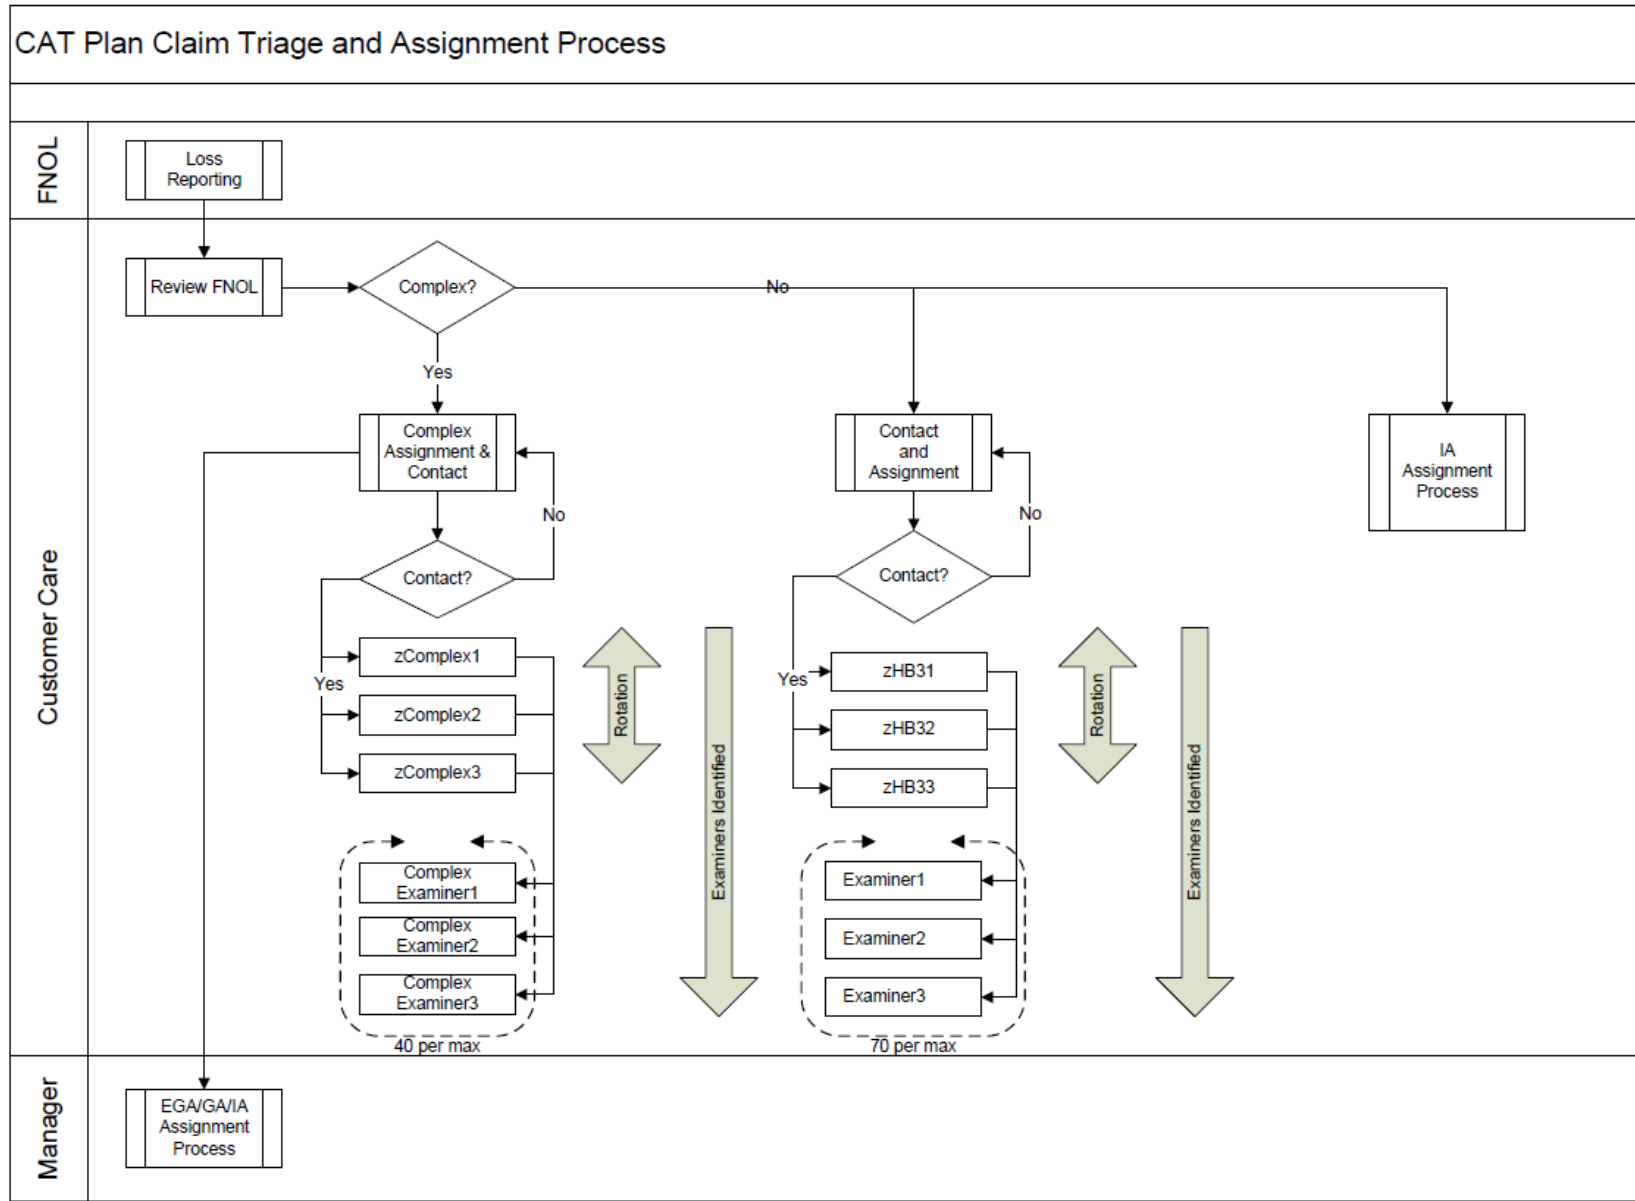 CAT Plan Claim Triage and Assignment Process
FNOL
Loss
Reporting
Customer Care
Review FNOL
Complex?
No
Yes
Complex
Assignment &
Contact
Contact
and
Assignment
IA
Assignment
Process
No
No
Contact?
Contact?
Yes
zComplex1
zComplex2
zComplex3
Rotation
Examiners Identified
Yes
zHB31
zHB32
zHB33
Rotation
Examiners Identified
Complex
Examiner1
Complex
Examiner2
Complex
Examiner3
40 per max
Examiner1
Examiner2
Examiner3
70 per max
Manager
EGA/GA/IA
Assignment
Process